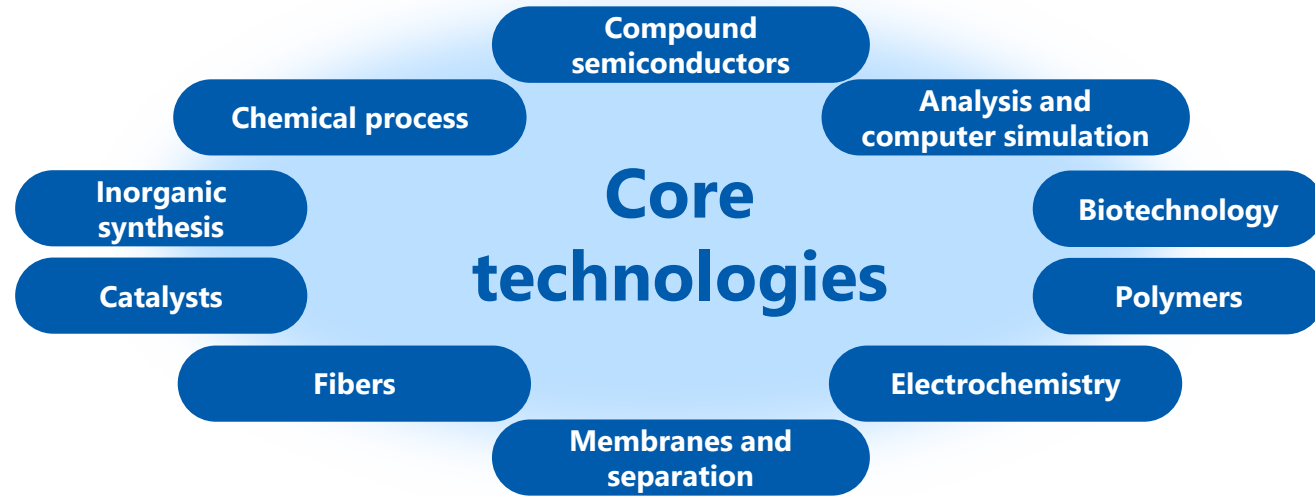 Compound
semiconductors
Chemical process
Analysis and
computer simulation
Inorganic
synthesis
Core
technologies
Biotechnology
Catalysts
Polymers
Fibers
Electrochemistry
Membranes and
separation